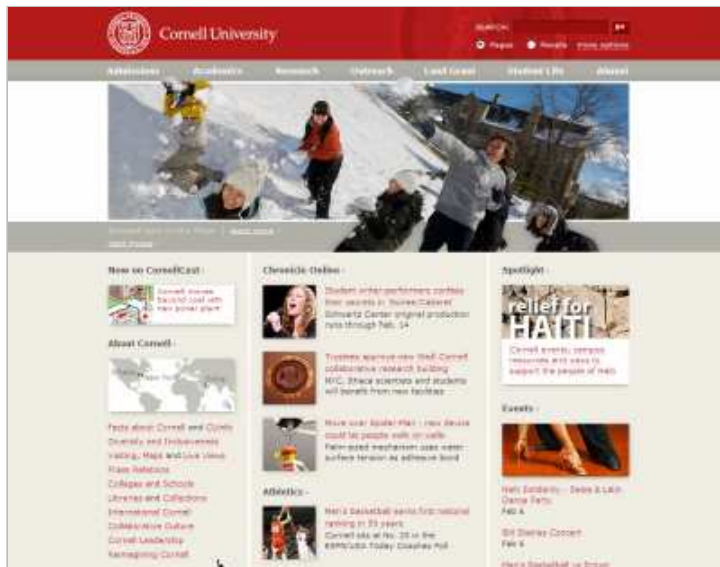 Cornell University
SEARCH:
Pages People more options
Admissions Academics Research Outreach Land Grant Student Life Alumni
Now on CornellCast
Cornell moves
beyond coal with
new power plant
About Cornell
Facts about Cornell and
Diversity and Inclusiveness
Visiting, Maps and Live Views
Press Relations
Colleges and Schools
Libraries and Collections
International Cornell
Collaborative Culture
Cornell Leadership
Reimagining Cornell
Chronicle Online
Student writer-performers confess
their secrets in
Schwartz Center original production
runs through Feb. 14
Trustees approve new Weill Cornell
collaborative research building
NYC, Ithaca scientists and students
will benefit from new facilities
Move over Spider-Man - new device
could let people walk on walls
Palm-sized mechanism uses water
surface tension as adhesive bond
Athletics
Men's Basketball earns first national
ranking in 59 years
Cornell sits at No. 25 in the
ESPN/USA Today Coaches Poll
Spotlight
relief for
HAITI
Cornell events, campus
resources and ways to
support the people of Haiti
Events
Haiti Solidarity - Salsa & Latin
Dance Party
Feb 6
Concert
Feb 6
Men's Basketball vs Brown